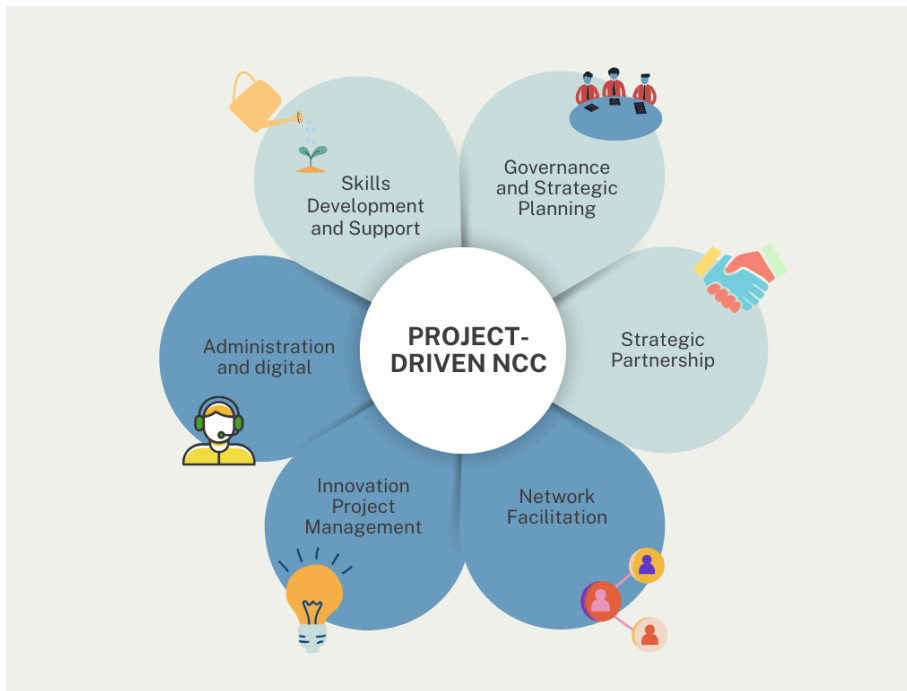 Skills
Development
and Support
Governance
and Strategic
Planning
Administration
and digital
PROJECT-
DRIVEN NCC
Strategic
Partnership
Innovation
Project
Management
Network
Facilitation